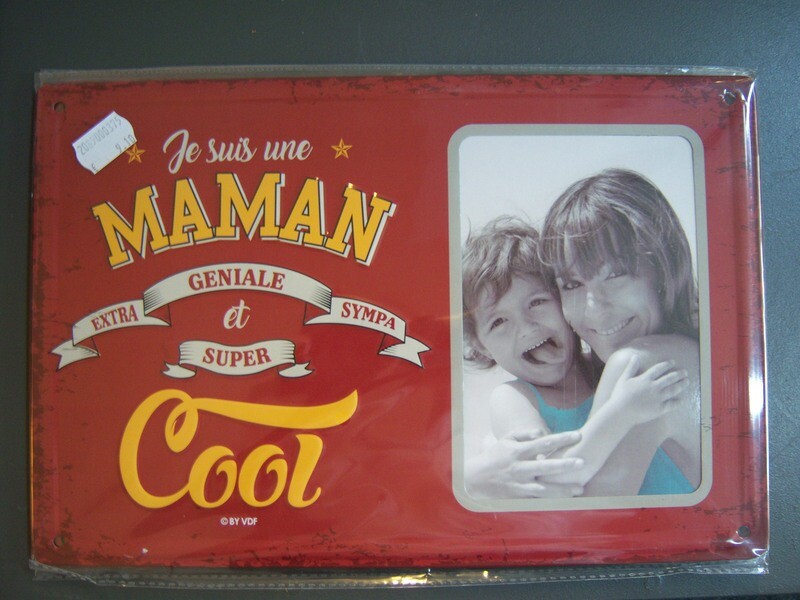 Je suis une
MAMAN
GENIALE
EXTRA et SYMPA
SUPER
Cool
© BY VDF